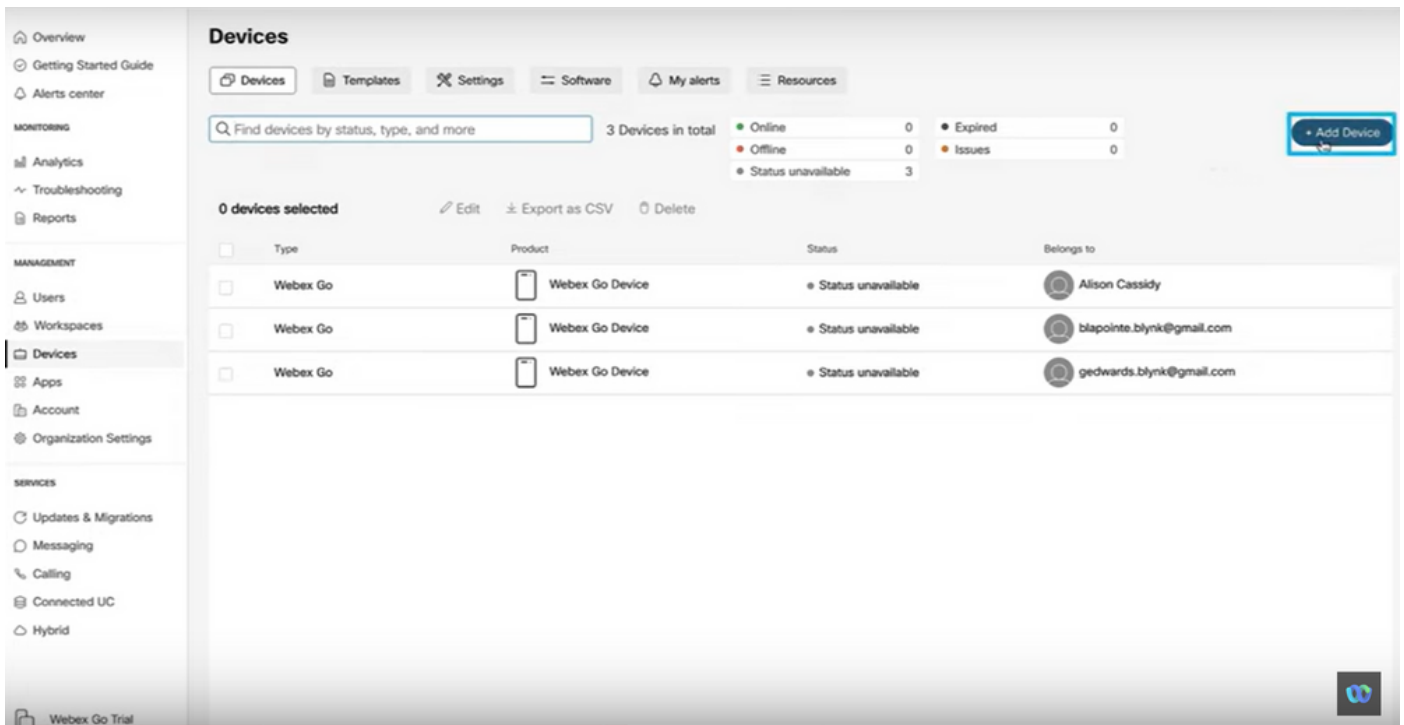 Overview
Getting Started Guide
Alerts center
MONITORING
Analytics
Troubleshooting
Reports
MANAGEMENT
Users
Workspaces
Devices
Apps
Account
Organization Settings
SERVICES
Updates & Migrations
Messaging
Calling
Connected UC
Hybrid
Webex Go Trial
Devices
Devices Templates Settings Software My alerts Resources
Find devices by status, type, and more
3 Devices in total
Online 0 Expired 0
Offline 0 Issues 0
Status unavailable 3
+ Add Device
0 devices selected Edit Export as CSV Delete
Type Product Status Belongs to
Webex Go Webex Go Device Status unavailable Alison Cassidy
Webex Go Webex Go Device Status unavailable blapointe.blynk@gmail.com
Webex Go Webex Go Device Status unavailable gedwards.blynk@gmail.com